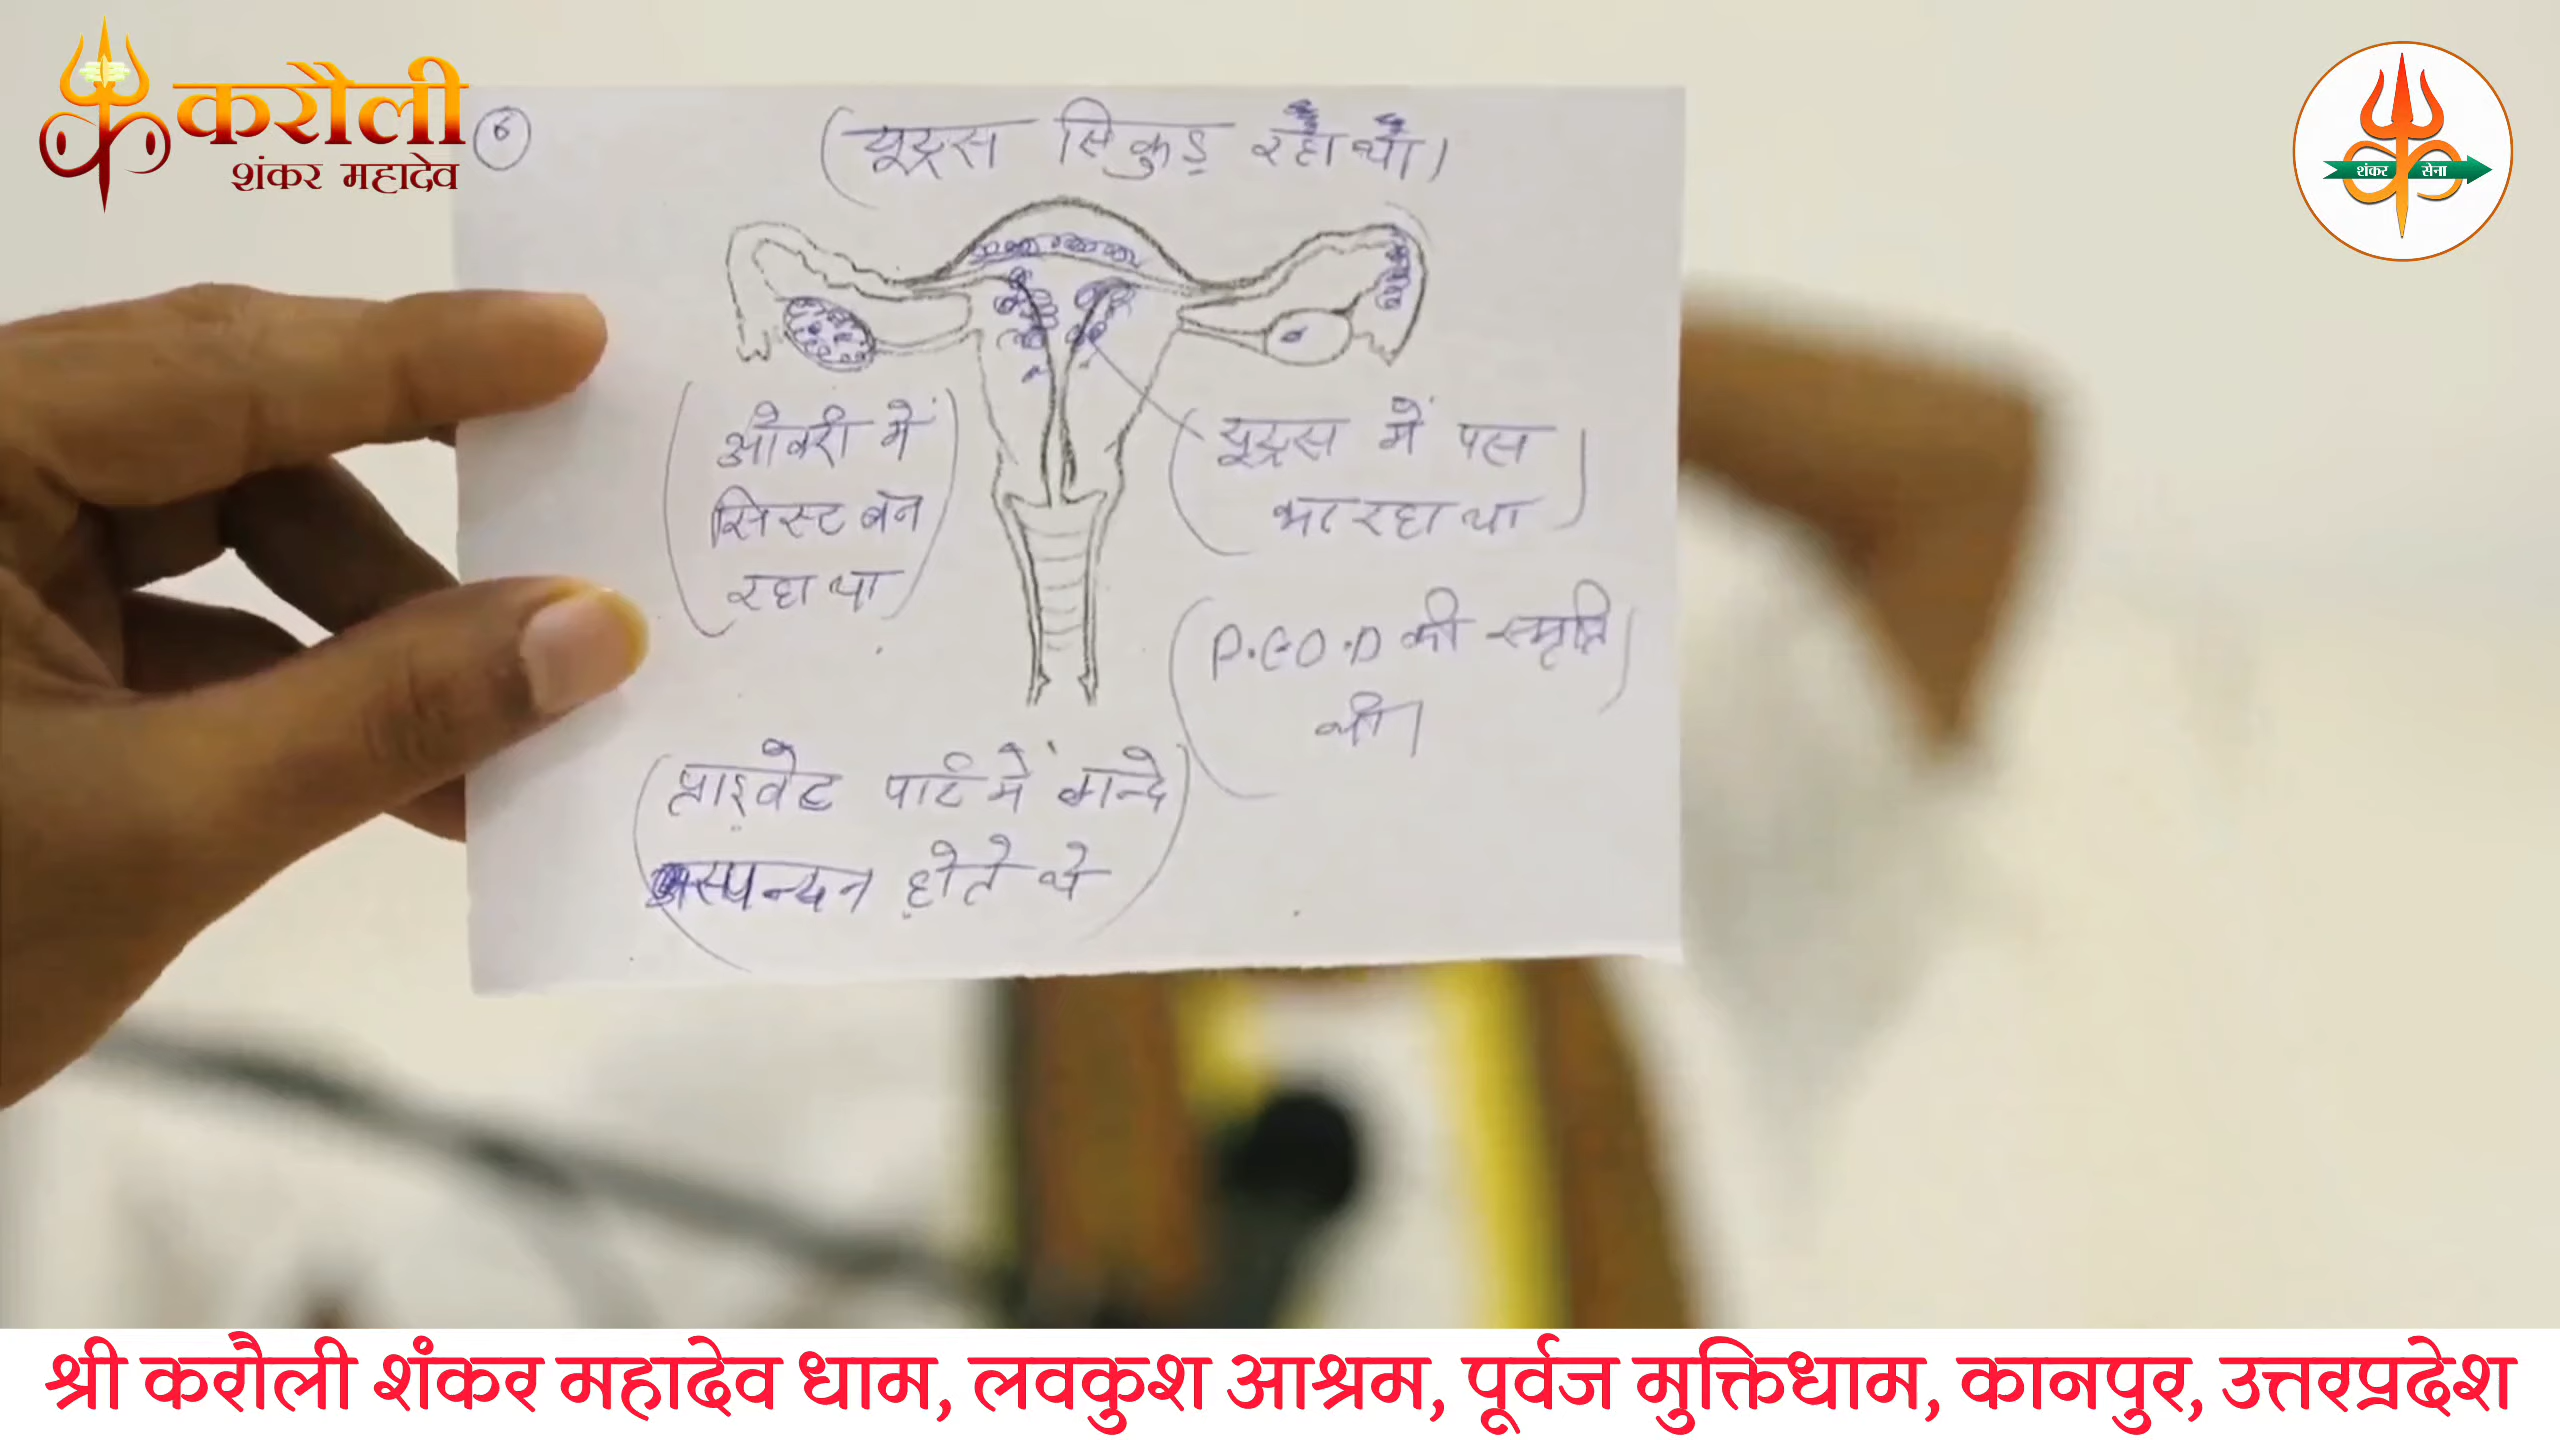 करौली
शंकर महादेव
शंकर सेना
6
(यूट्रस सिकुड़ रहा था।
ओवरी में
सिस्ट बन
रहा था
यूट्रस में पस
भर रहा था
P.C.O.D की स्मृति
थी।
प्राइवेट पार्ट में गन्दे
स्पन्दन होते थे
श्री करौली शंकर महादेव धाम, लवकुश आश्रम, पूर्वज मुक्तिधाम, कानपुर, उत्तरप्रदेश